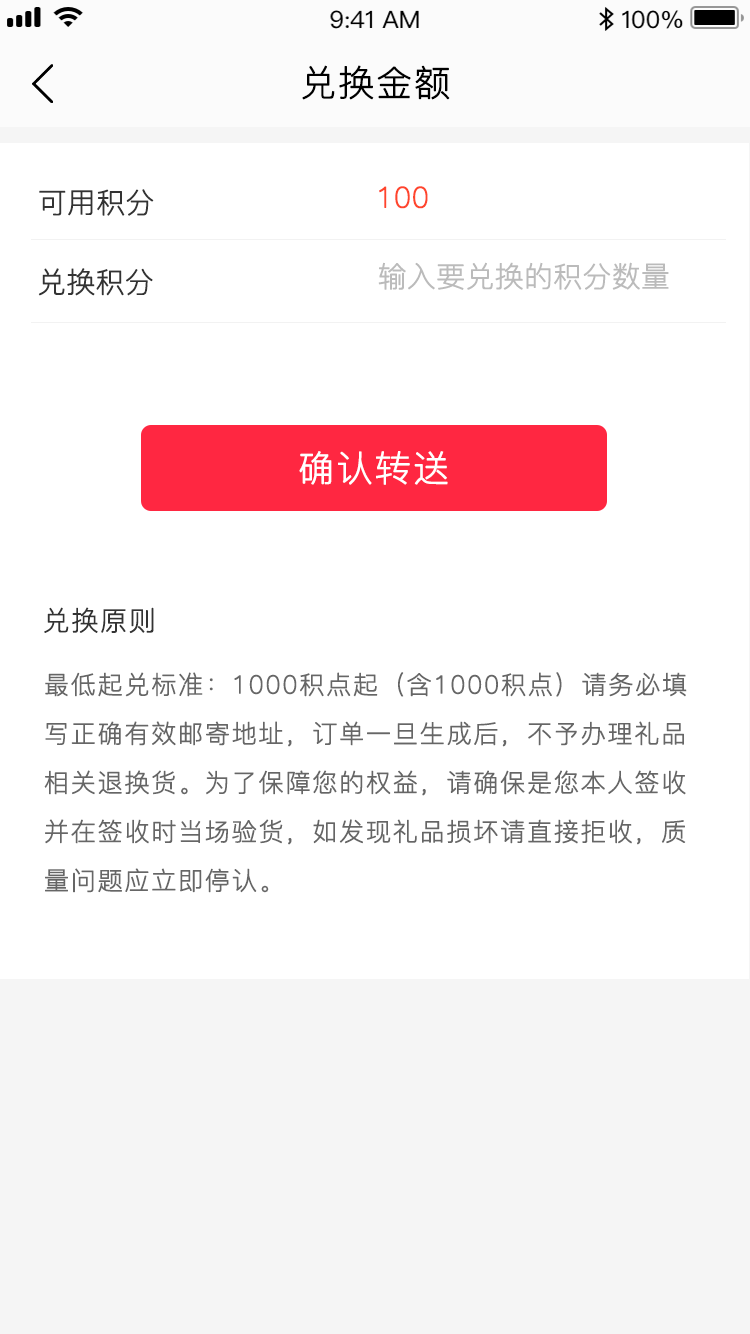 9:41 AM
100%
兑换金额
可用积分
100
兑换积分
输入要兑换的积分数量
确认转送
兑换原则
最低起兑标准：1000积点起（含1000积点）请务必填
写正确有效邮寄地址，订单一旦生成后，不予办理礼品
相关退换货。为了保障您的权益，请确保是您本人签收
并在签收时当场验货，如发现礼品损坏请直接拒收，质
量问题应立即停认。